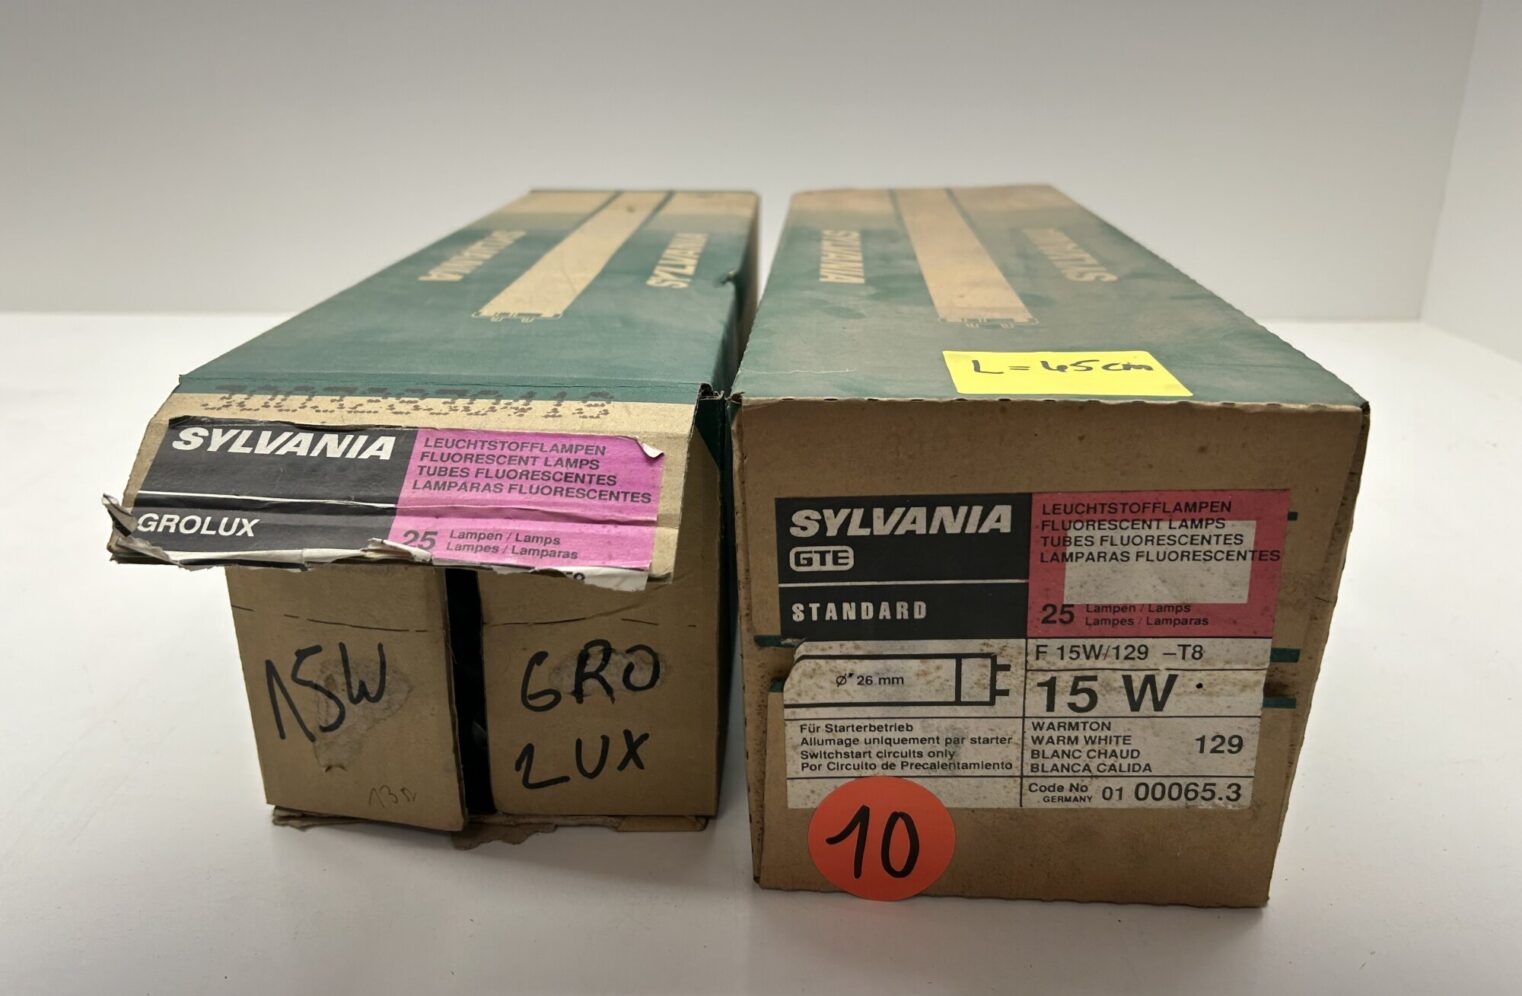 SYLVANIA
SYLVANIA
SYLVANIA
LEUCHTSTOFFLAMPEN
FLUORESCENT LAMPS
TUBES FLUORESCENTES
LAMPARAS FLUORESCENTES
GROLUX
25 Lampen / Lamps
Lampes / Lamparas
15W
GRO
LUX
SYLVANIA
SYLVANIA
L = 45cm
SYLVANIA
GTE
STANDARD
LEUCHTSTOFFLAMPEN
FLUORESCENT LAMPS
TUBES FLUORESCENTES
LAMPARAS FLUORESCENTES
25 Lampen / Lamps
Lampes / Lamparas
Ø 26 mm
F 15W/129 –T8
15 W
Für Starterbetrieb
Allumage uniquement par starter
Switchstart circuits only
Por Circuito de Precalentamiento
WARMTON
WARM WHITE
BLANC CHAUD
BLANCA CALIDA
129
Code No
GERMANY 01 00065.3
10